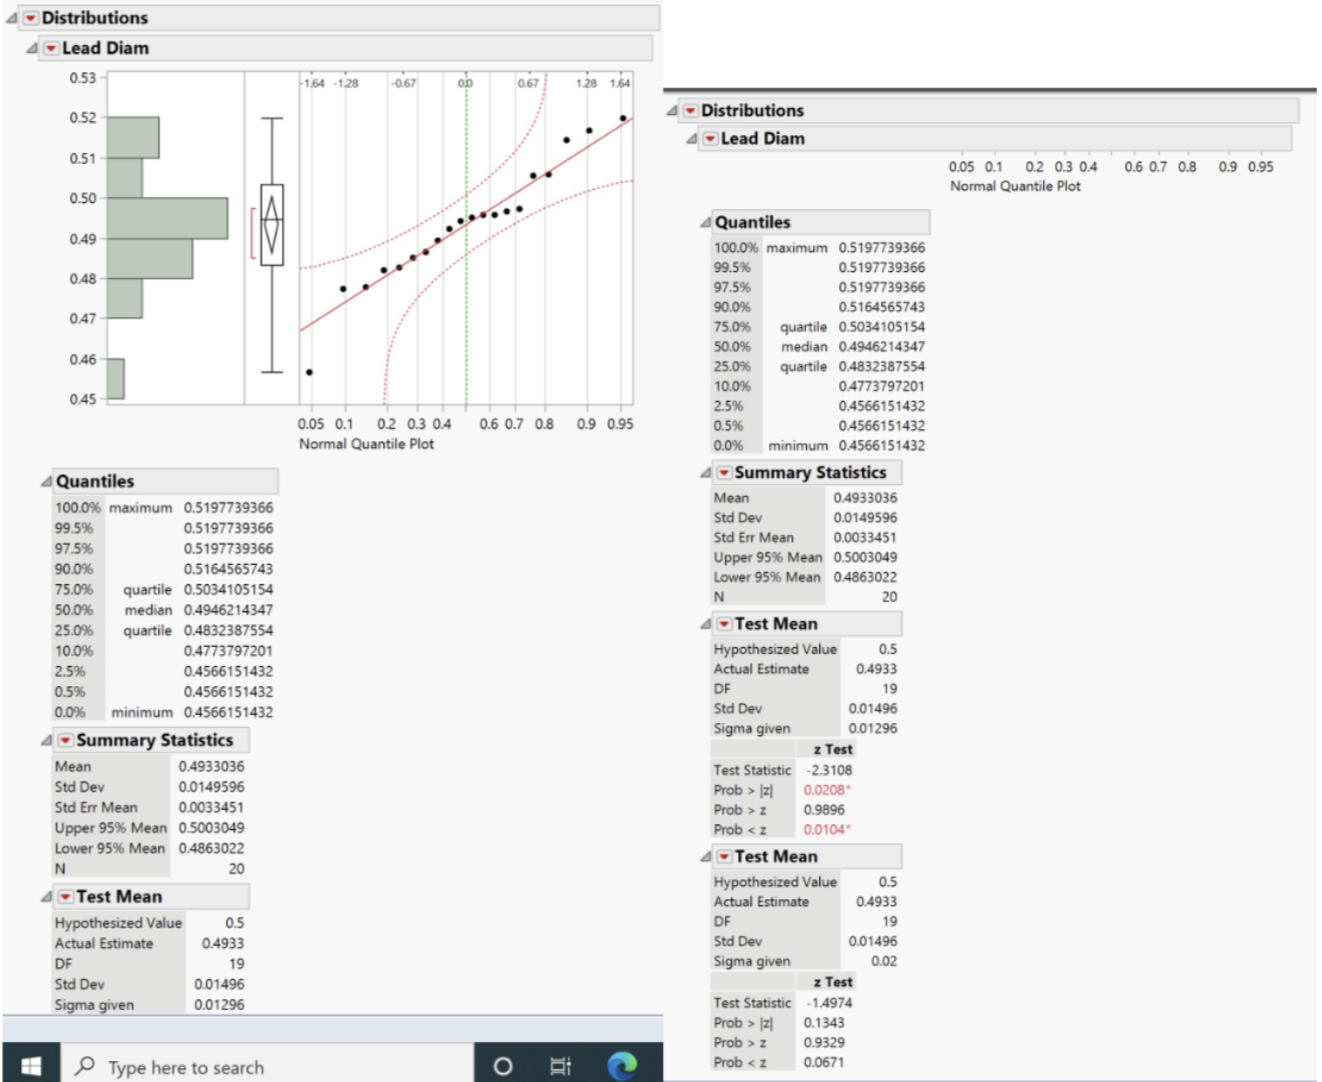 Distributions
Lead Diam
0.53
0.52
0.51
0.50
0.49
0.48
0.47
0.46
0.45
-1.64 -1.28 -0.67 0.0 0.67 1.28 1.64
0.05 0.1 0.2 0.3 0.4 0.6 0.7 0.8 0.9 0.95
Normal Quantile Plot
Quantiles
100.0% maximum 0.5197739366
99.5% 0.5197739366
97.5% 0.5197739366
90.0% 0.5164565743
75.0% quartile 0.5034105154
50.0% median 0.4946214347
25.0% quartile 0.4832387554
10.0% 0.4773797201
2.5% 0.4566151432
0.5% 0.4566151432
0.0% minimum 0.4566151432
Summary Statistics
Mean 0.4933036
Std Dev 0.0149596
Std Err Mean 0.0033451
Upper 95% Mean 0.5003049
Lower 95% Mean 0.4863022
N 20
Test Mean
Hypothesized Value 0.5
Actual Estimate 0.4933
DF 19
Std Dev 0.01496
Sigma given 0.01296
Type here to search
Distributions
Lead Diam
0.05 0.1 0.2 0.3 0.4 0.6 0.7 0.8 0.9 0.95
Normal Quantile Plot
Quantiles
100.0% maximum 0.5197739366
99.5% 0.5197739366
97.5% 0.5197739366
90.0% 0.5164565743
75.0% quartile 0.5034105154
50.0% median 0.4946214347
25.0% quartile 0.4832387554
10.0% 0.4773797201
2.5% 0.4566151432
0.5% 0.4566151432
0.0% minimum 0.4566151432
Summary Statistics
Mean 0.4933036
Std Dev 0.0149596
Std Err Mean 0.0033451
Upper 95% Mean 0.5003049
Lower 95% Mean 0.4863022
N 20
Test Mean
Hypothesized Value 0.5
Actual Estimate 0.4933
DF 19
Std Dev 0.01496
Sigma given 0.01296
z Test
Test Statistic -2.3108
Prob > |z| 0.0208*
Prob > z 0.9896
Prob < z 0.0104*
Test Mean
Hypothesized Value 0.5
Actual Estimate 0.4933
DF 19
Std Dev 0.01496
Sigma given 0.02
z Test
Test Statistic -1.4974
Prob > |z| 0.1343
Prob > z 0.9329
Prob < z 0.0671